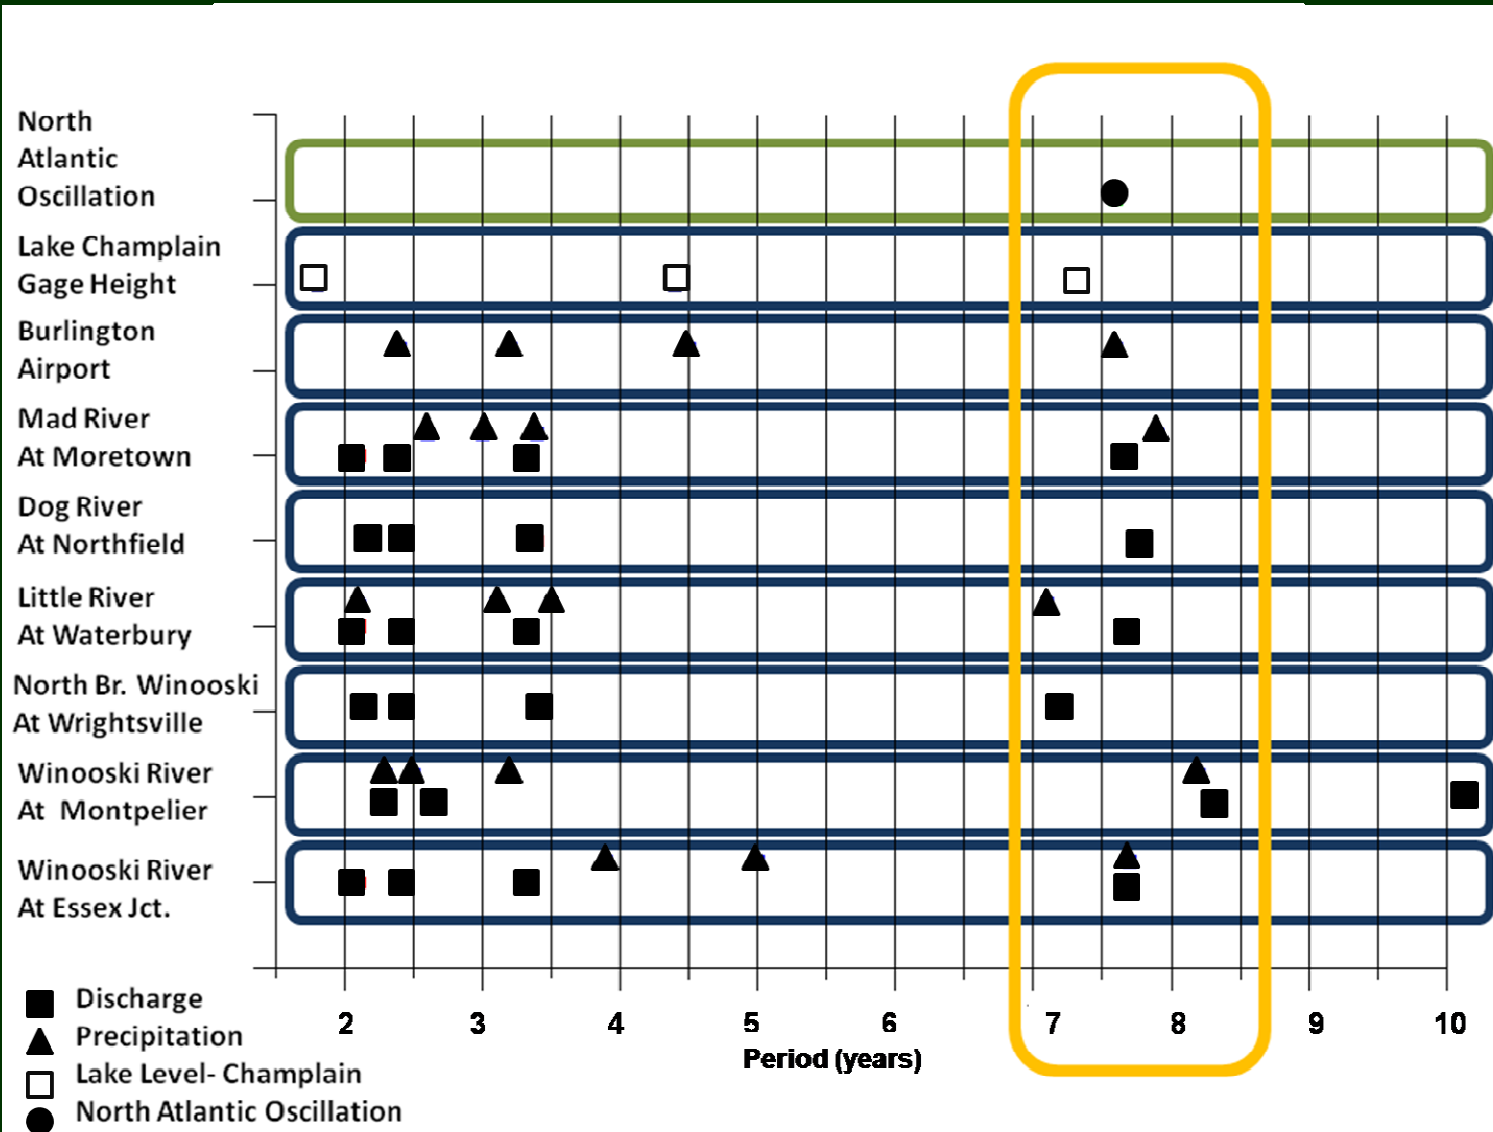 North
Atlantic
Oscillation
Lake Champlain
Gage Height
Burlington
Airport
Mad River
At Moretown
Dog River
At Northfield
Little River
At Waterbury
North Br. Winooski
At Wrightsville
Winooski River
At Montpelier
Winooski River
At Essex Jct.
2 3 4 5 6 7 8 9 10
Period (years)
Discharge
Precipitation
Lake Level- Champlain
North Atlantic Oscillation